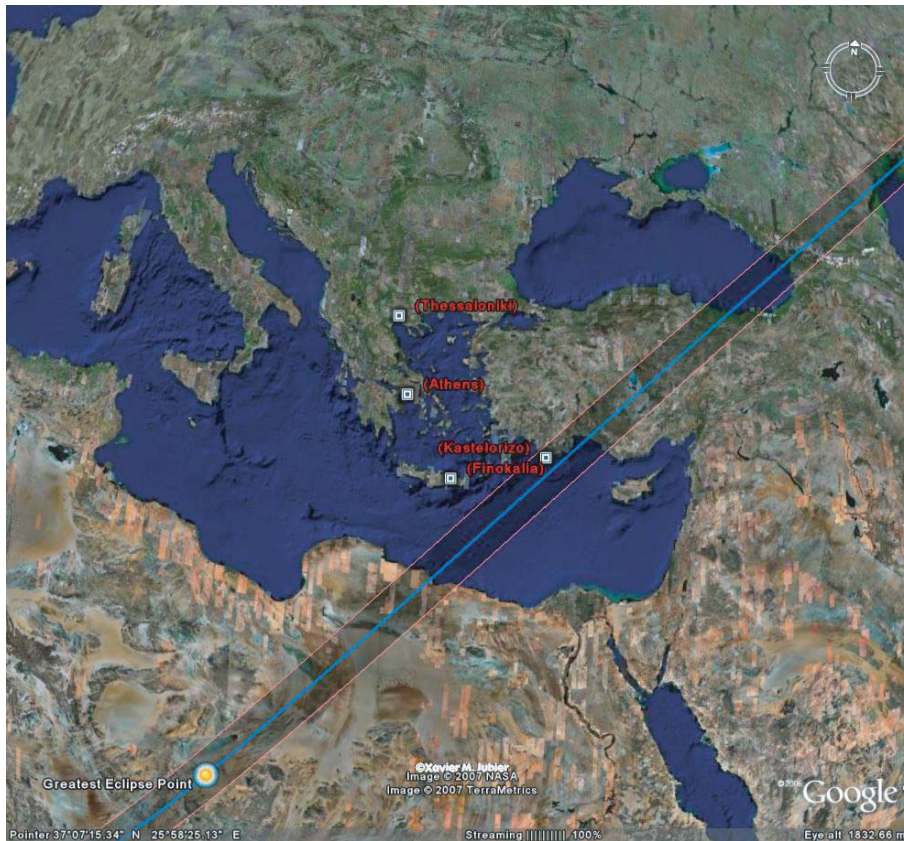 N
(Thessaloniki)
(Athens)
(Kastelorizo)
(Finokalia)
Greatest Eclipse Point
©Xavier M. Jubier
Image © 2007 NASA
Image © 2007 TerraMetrics
Google
Pointer 37°07'15.34" N 25°58'25.13" E
Streaming |||||||||| 100%
Eye alt 1832.66 m